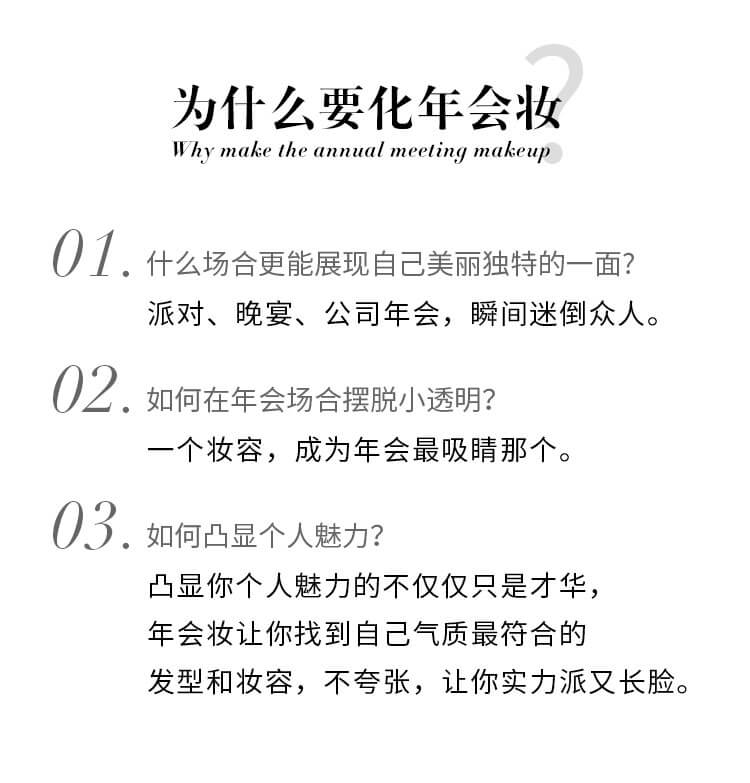 为什么要化年会妆?
Why make the annual meeting makeup
01. 什么场合更能展现自己美丽独特的一面?
派对、晚宴、公司年会，瞬间迷倒众人。
02. 如何在年会场合摆脱小透明?
一个妆容，成为年会最吸睛那个。
03. 如何凸显个人魅力?
凸显你个人魅力的不仅仅只是才华，
年会妆让你找到自己气质最符合的
发型和妆容，不夸张，让你实力派又长脸。